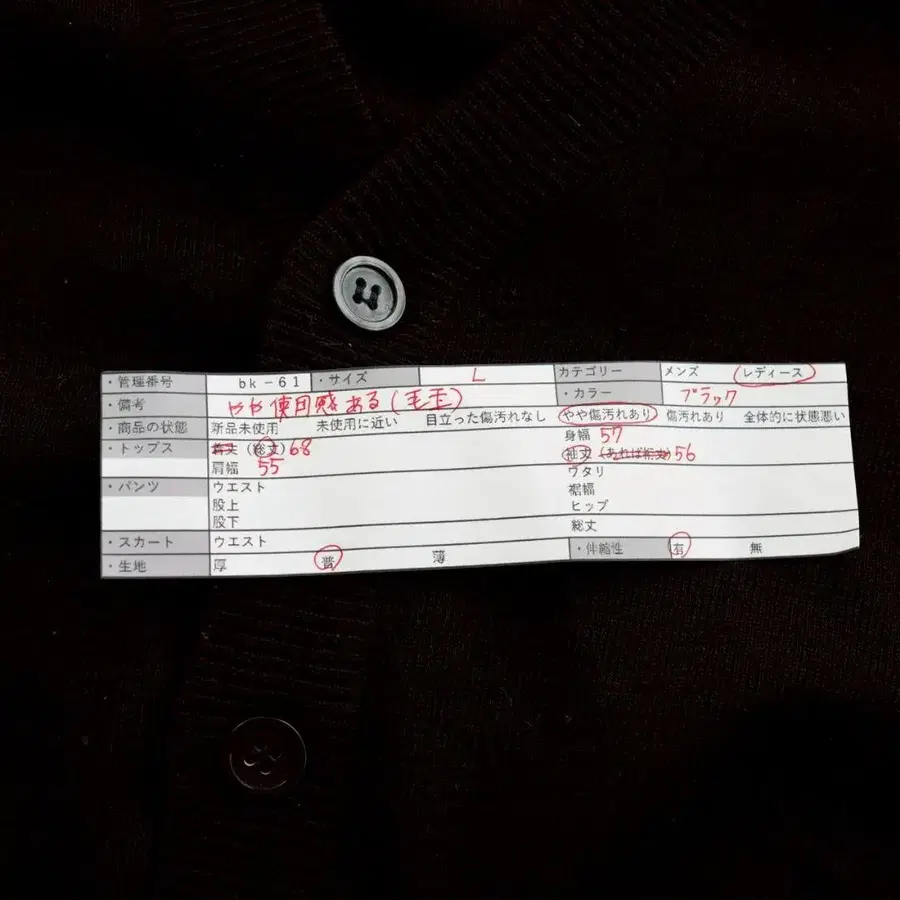 ・管理番号 bk-61 ・サイズ L カテゴリー メンズ レディース
・備考 やや使用感ある(毛玉) ・カラー ブラック
・商品の状態 新品未使用 未使用に近い 目立った傷汚れなし やや傷汚れあり 傷汚れあり 全体的に状態悪い
・トップス 着丈 (総丈) 68 身幅 57
肩幅 55 袖丈 (あれば裄丈) 56
・パンツ ウエスト ワタリ
股上 裾幅
股下 ヒップ
・スカート ウエスト 総丈
・生地 厚 普 薄 ・伸縮性 有 無